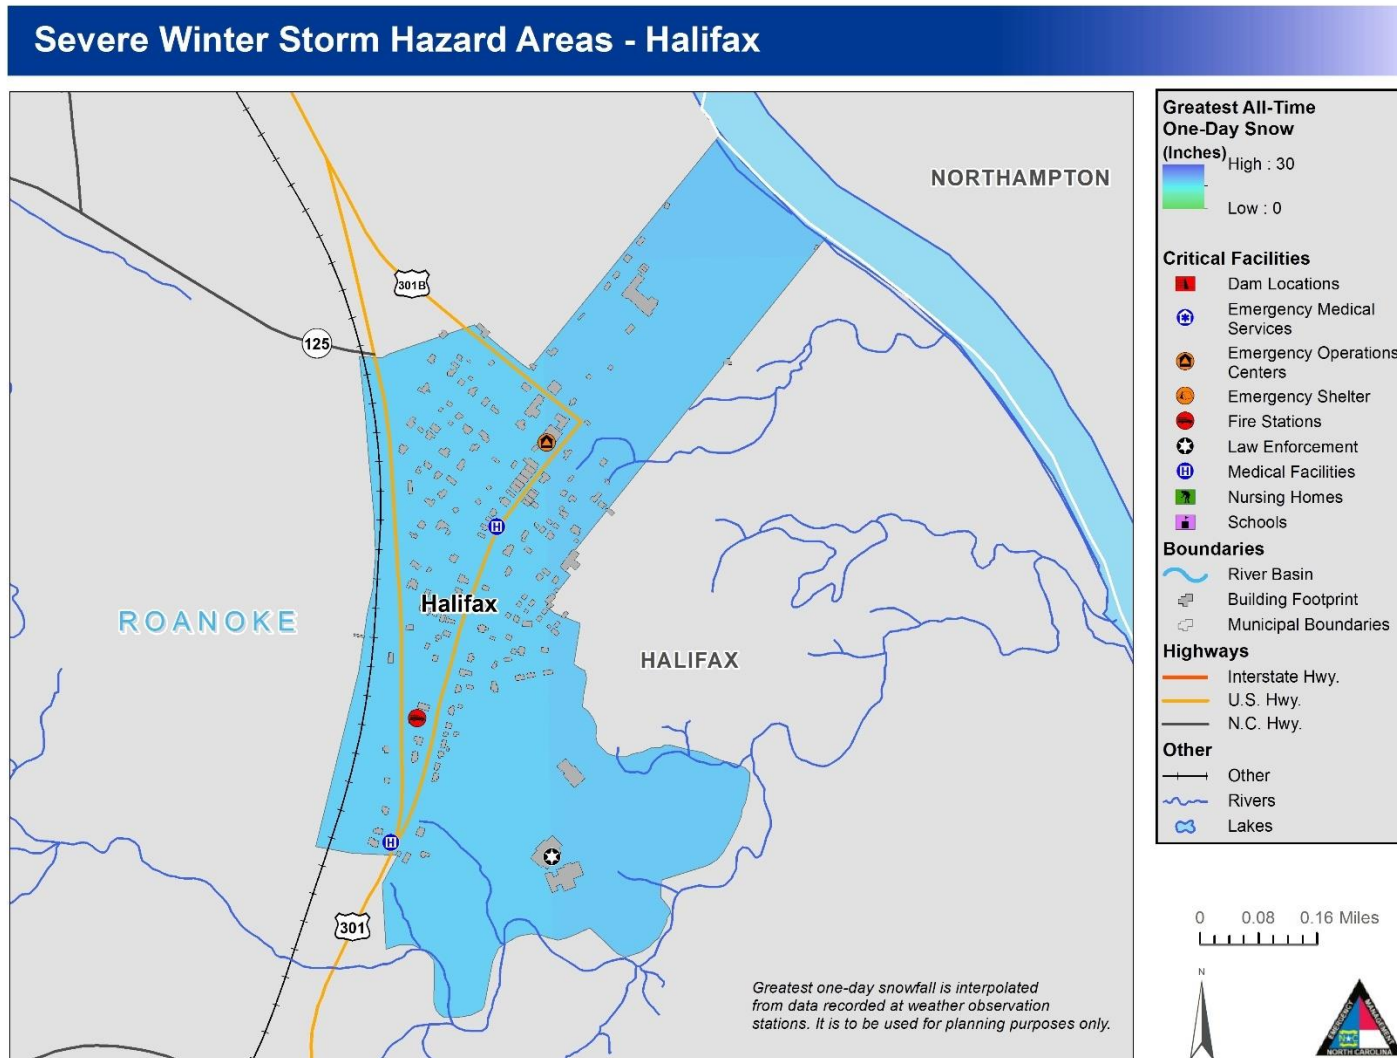 Severe Winter Storm Hazard Areas - Halifax
NORTHAMPTON
301B
125
Halifax
ROANOKE
HALIFAX
301
Greatest one-day snowfall is interpolated
from data recorded at weather observation
stations. It is to be used for planning purposes only.
Greatest All-Time
One-Day Snow
(Inches)
High : 30
Low : 0
Critical Facilities
Dam Locations
Emergency Medical
Services
Emergency Operations
Centers
Emergency Shelter
Fire Stations
Law Enforcement
H Medical Facilities
Nursing Homes
Schools
Boundaries
River Basin
Building Footprint
Municipal Boundaries
Highways
Interstate Hwy.
U.S. Hwy.
N.C. Hwy.
Other
Other
Rivers
Lakes
0 0.08 0.16 Miles
N
EMERGENCY
MANAGEMENT
NORTH CAROLINA
H
H